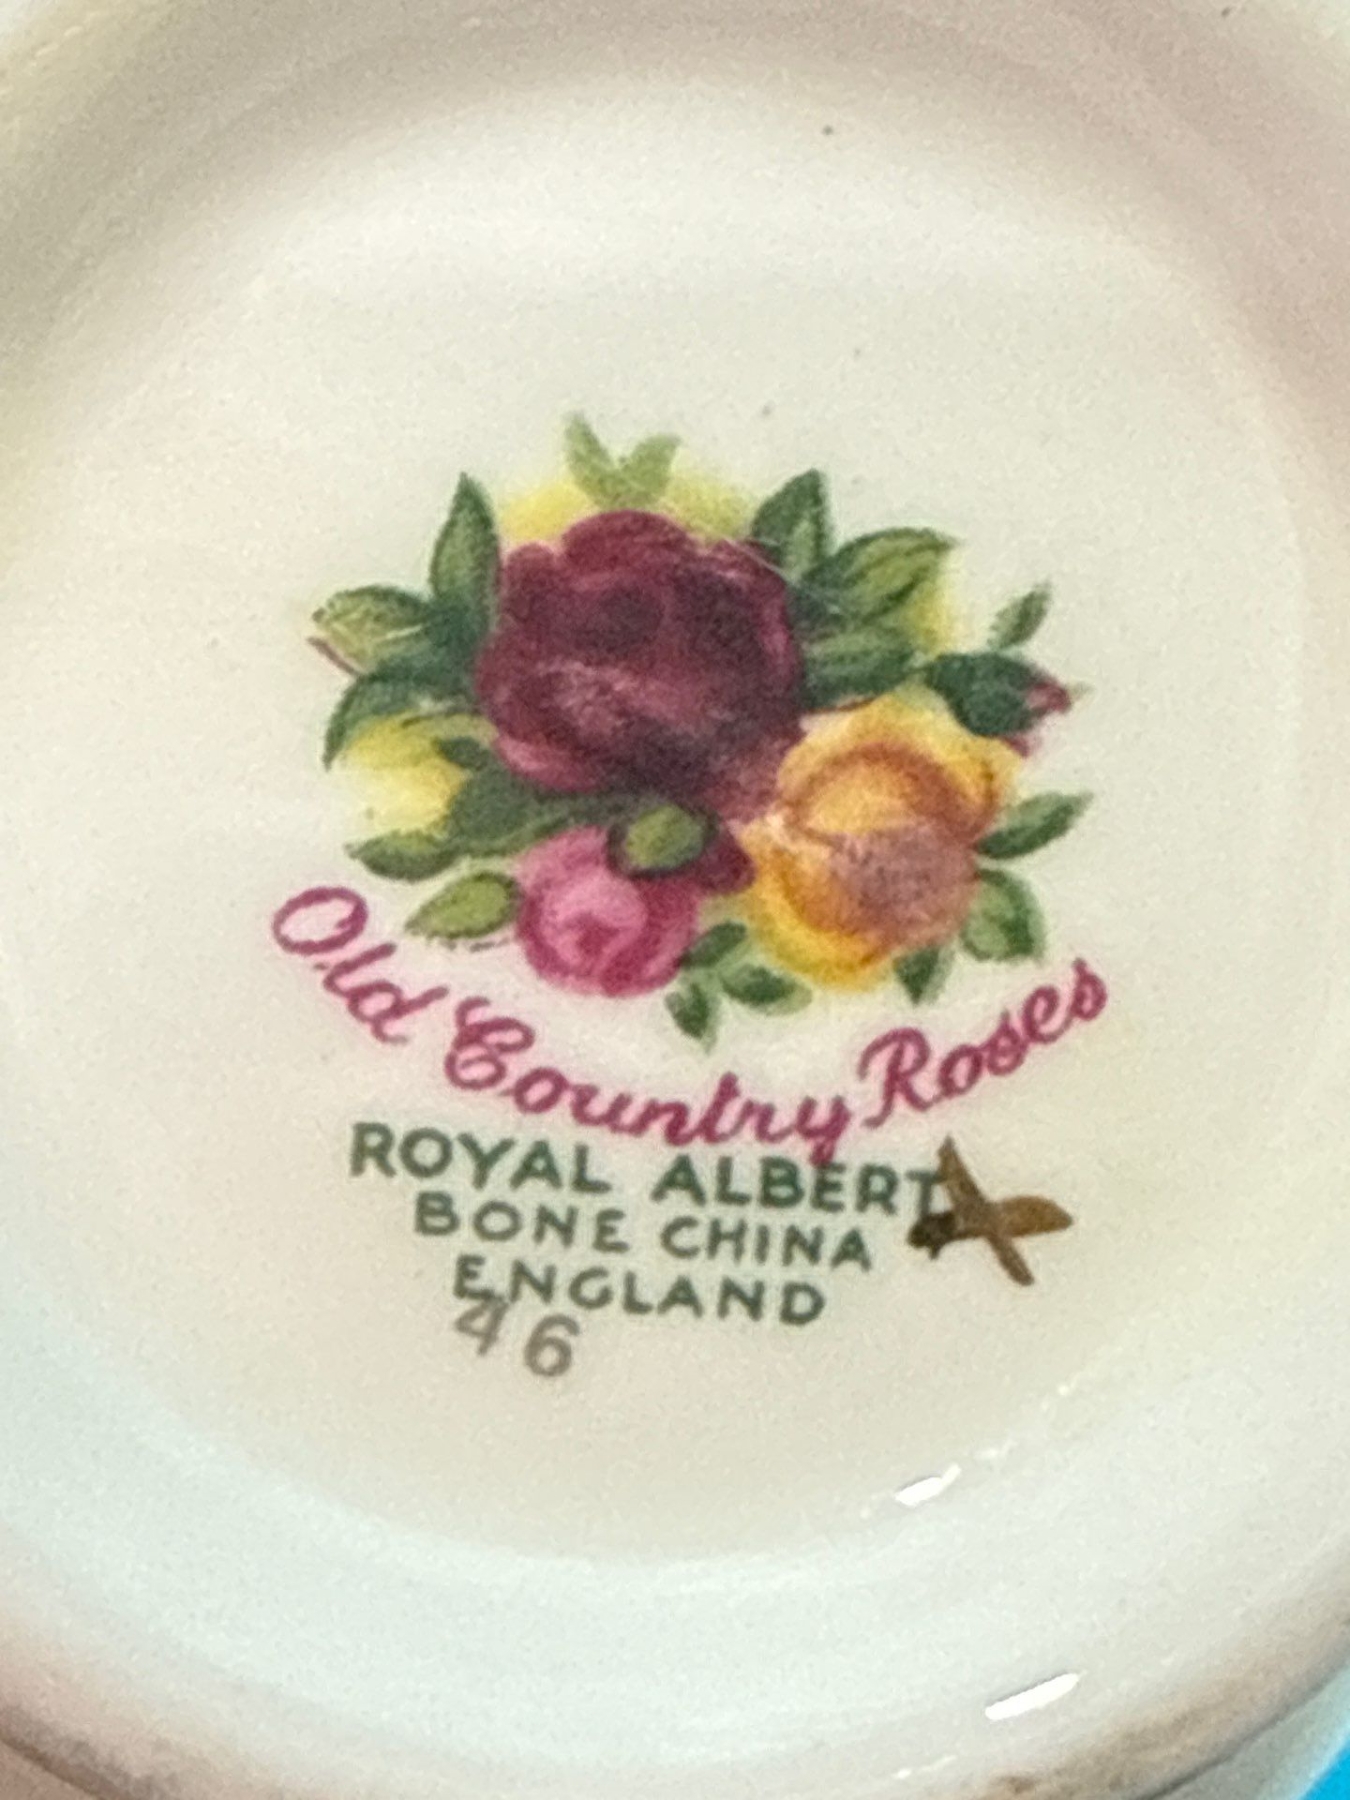 Old Country Roses
ROYAL ALBERT
BONE CHINA
ENGLAND
46